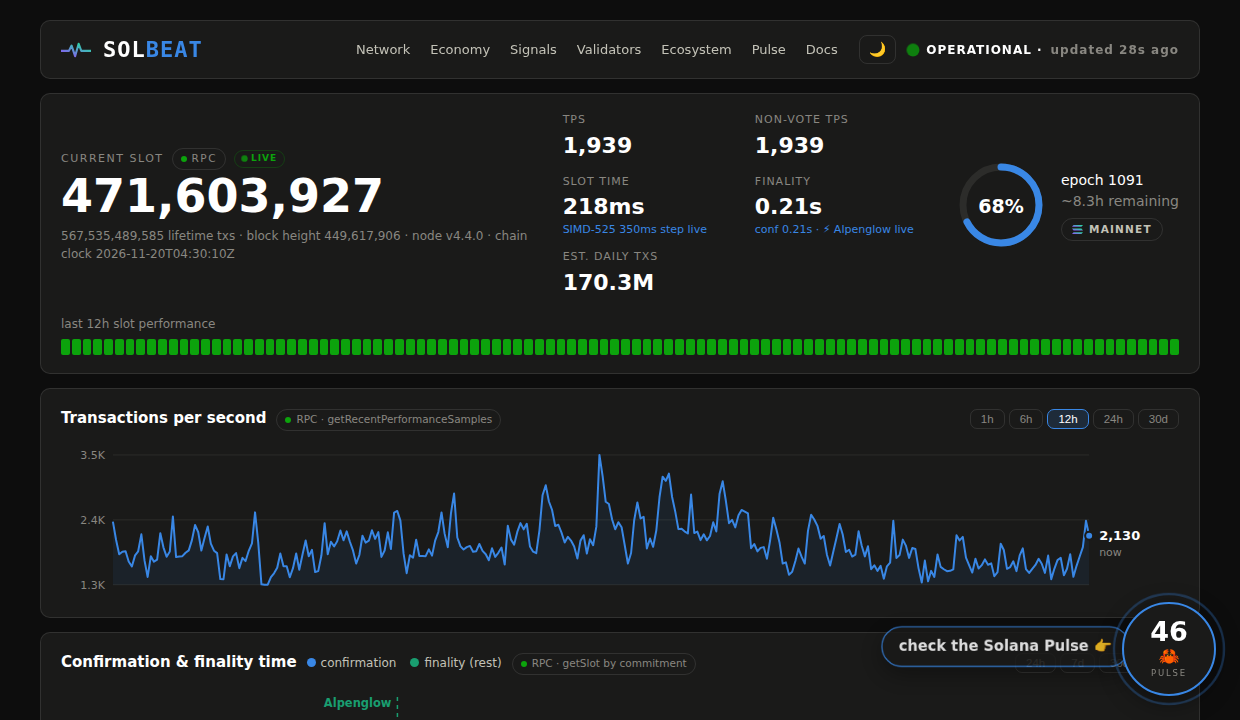 SOLBEAT
Network Economy Signals Validators Ecosystem Pulse Docs
OPERATIONAL · updated 28s ago
CURRENT SLOT RPC LIVE
471,603,927
567,535,489,585 lifetime txs · block height 449,617,906 · node v4.4.0 · chain
clock 2026-11-20T04:30:10Z
TPS
1,939
NON-VOTE TPS
1,939
SLOT TIME
218ms
SIMD-525 350ms step live
FINALITY
0.21s
conf 0.21s · ⚡ Alpenglow live
EST. DAILY TXS
170.3M
68%
epoch 1091
~8.3h remaining
MAINNET
last 12h slot performance
Transactions per second RPC · getRecentPerformanceSamples
1h 6h 12h 24h 30d
3.5K
2.4K
1.3K
2,130
now
Confirmation & finality time confirmation finality (rest) RPC · getSlot by commitment
24h 7d
Alpenglow
check the Solana Pulse 👉
46
🦀
PULSE